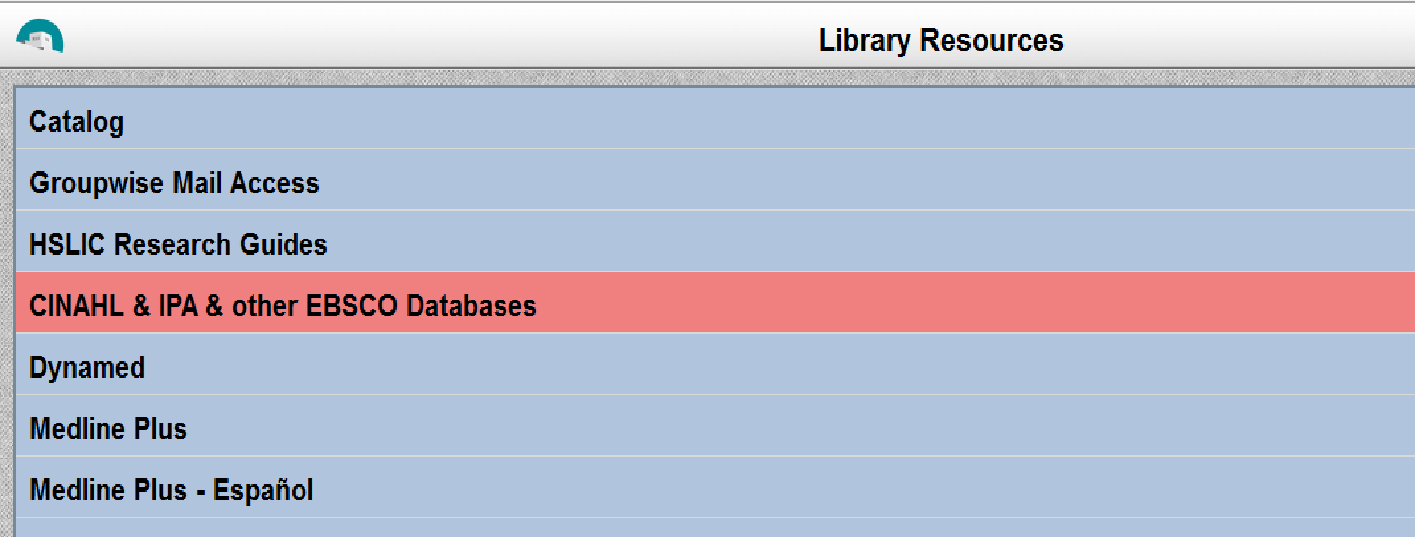 Library Resources
Catalog
Groupwise Mail Access
HSLIC Research Guides
CINAHL & IPA & other EBSCO Databases
Dynamed
Medline Plus
Medline Plus - Español